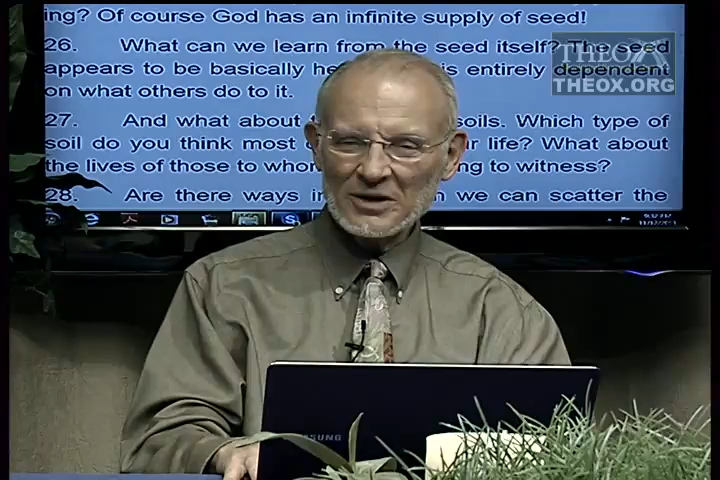 ing? Of course God has an infinite supply of seed!
26. What can we learn from the seed itself? The seed
appears to be basically he is entirely dependent
on what others do to it.
27. And what about soils. Which type of
soil do you think most life? What about
the lives of those to whom to witness?
28. Are there ways in we can scatter the
THEOX
THEOX.ORG
SAMSUNG